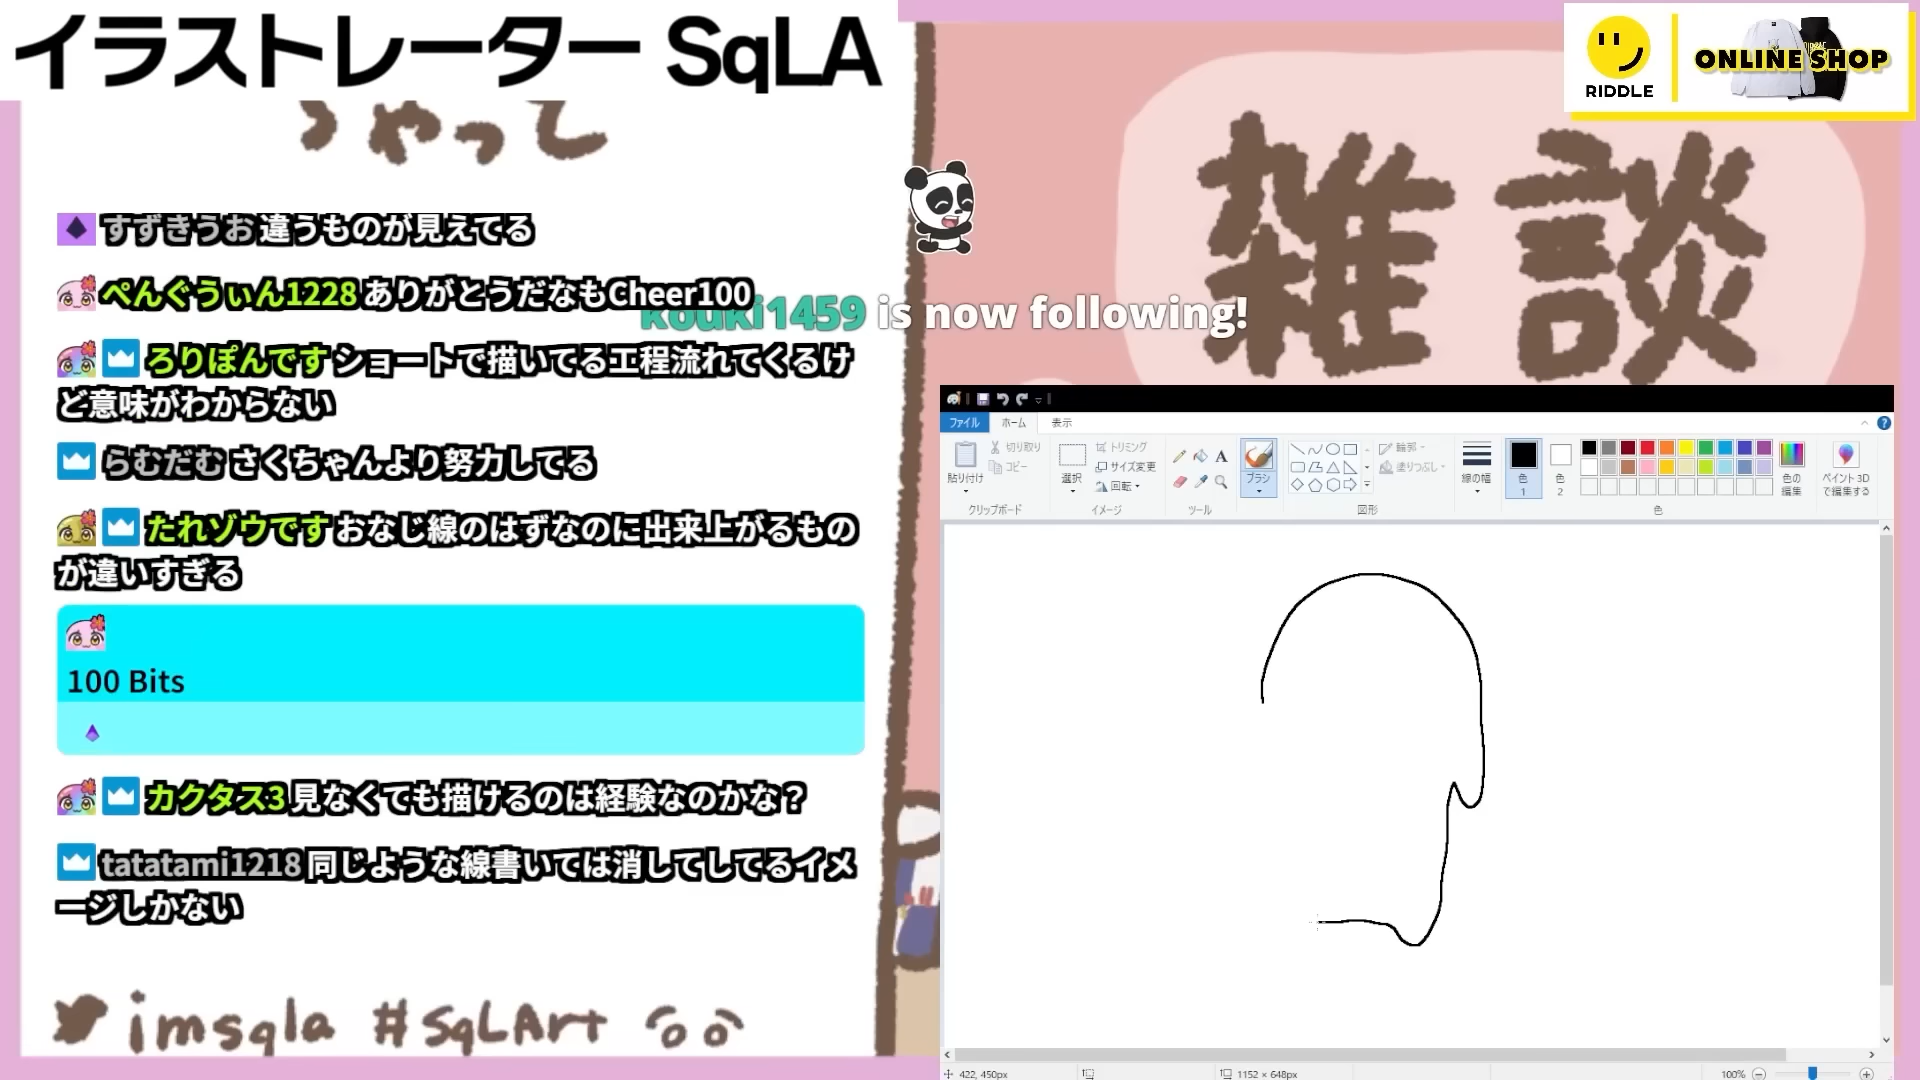 イラストレーター SqLA
うやって
すずきうお 違うものが見えてる
ぺんぐうぃん1228 ありがとうだなもCheer100
ろりぽんです ショートで描いてる工程流れてくるけ
ど意味がわからない
らむだむ さくちゃんより努力してる
たれゾウです おなじ線のはずなのに出来上がるもの
が違いすぎる
100 Bits
カクタス3 見なくても描けるのは経験なのかな？
tatatami1218 同じような線書いては消してしてるイメ
ージしかない
imsqla #SqLArt
RIDDLE
ONLINE SHOP
雑談
kouki1459 is now following!
ファイル ホーム 表示
貼り付け
切り取り
コピー
クリップボード
選択
トリミング
サイズ変更
回転
イメージ
ツール
ブラシ
輪郭
塗りつぶし
図形
線の幅
色
1
色
2
色の
編集
色
ペイント 3D
で編集する
422, 450px
1152 × 648px
100%